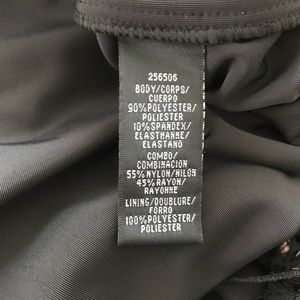 256506
BODY/CORPS/
CUERPO
90%POLYESTER/
POLIESTER
10%SPANDEX/
ELASTHANNE/
ELASTANO
COMBO/
COMBINACION
55%NYLON/NILON
45%RAYON/
RAYONNE
LINING/DOUBLURE/
FORRO
100%POLYESTER/
POLIESTER